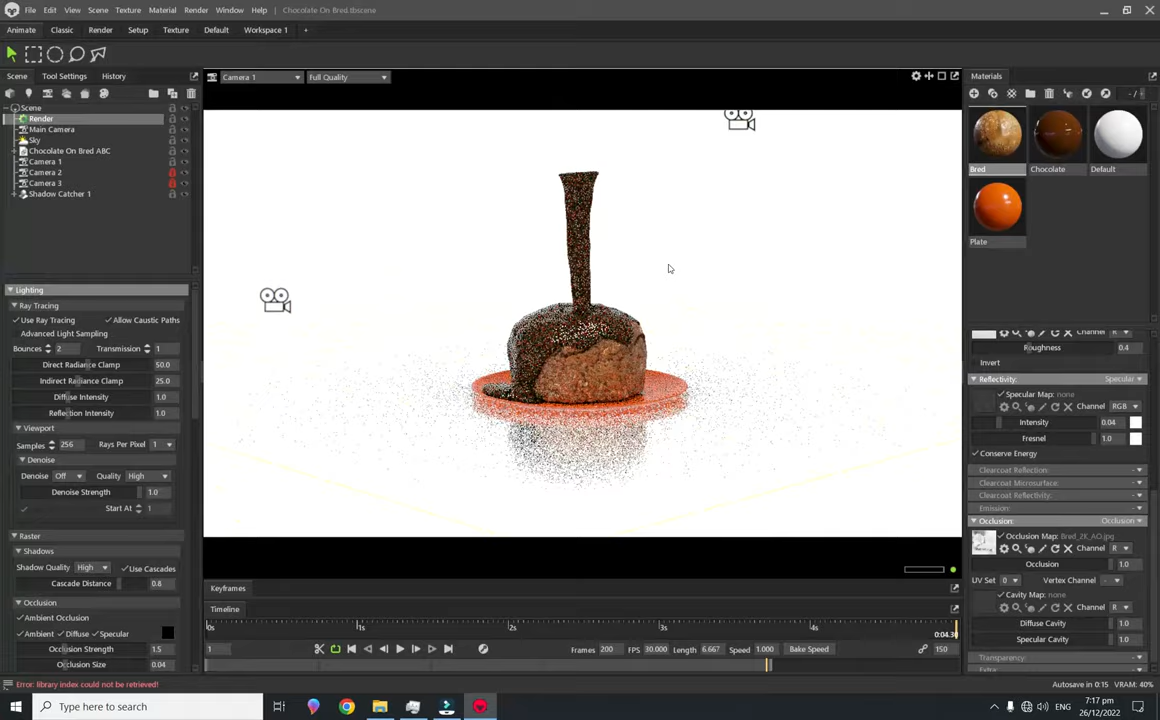 File Edit View Scene Texture Material Render Window Help Chocolate On Bred.tbscene
Animate Classic Render Setup Texture Default Workspace 1 +
Scene Tool Settings History
Camera 1 Full Quality
Materials
Scene
Render
Main Camera
Sky
Chocolate On Bred ABC
Camera 1
Camera 2
Camera 3
Shadow Catcher 1
Bred Chocolate Default
Plate
Lighting
Ray Tracing
Use Ray Tracing Allow Caustic Paths
Advanced Light Sampling
Bounces 2 Transmission 1
Direct Radiance Clamp 50.0
Indirect Radiance Clamp 25.0
Diffuse Intensity 1.0
Reflection Intensity 1.0
Viewport
Samples 256 Rays Per Pixel 1
Denoise
Denoise Off Quality High
Denoise Strength 1.0
Start At 1
Raster
Shadows
Shadow Quality High Use Cascades
Cascade Distance 0.8
Occlusion
Ambient Occlusion
Ambient Diffuse Specular
Occlusion Strength 1.5
Occlusion Size 0.04
Channel R
Roughness 0.4
Invert
Reflectivity: Specular
Specular Map: none
Channel RGB
Intensity 0.04
Fresnel 1.0
Conserve Energy
Clearcoat Reflection:
Clearcoat Microsurface:
Clearcoat Reflectivity:
Emission:
Occlusion: Occlusion
Occlusion Map: Bred_2K_AO.jpg
Channel R
Occlusion 1.0
UV Set 0 Vertex Channel -
Cavity Map: none
Channel R
Diffuse Cavity 1.0
Specular Cavity 1.0
Transparency:
Extra:
Keyframes
Timeline
0s 1s 2s 3s 4s 0:04.30
1 Frames 200 FPS 30.000 Length 6.667 Speed 1.000 Bake Speed 150
Error: library index could not be retrieved!
Autosave in 0:15 VRAM: 40%
Type here to search
ENG
7:17 pm
26/12/2022